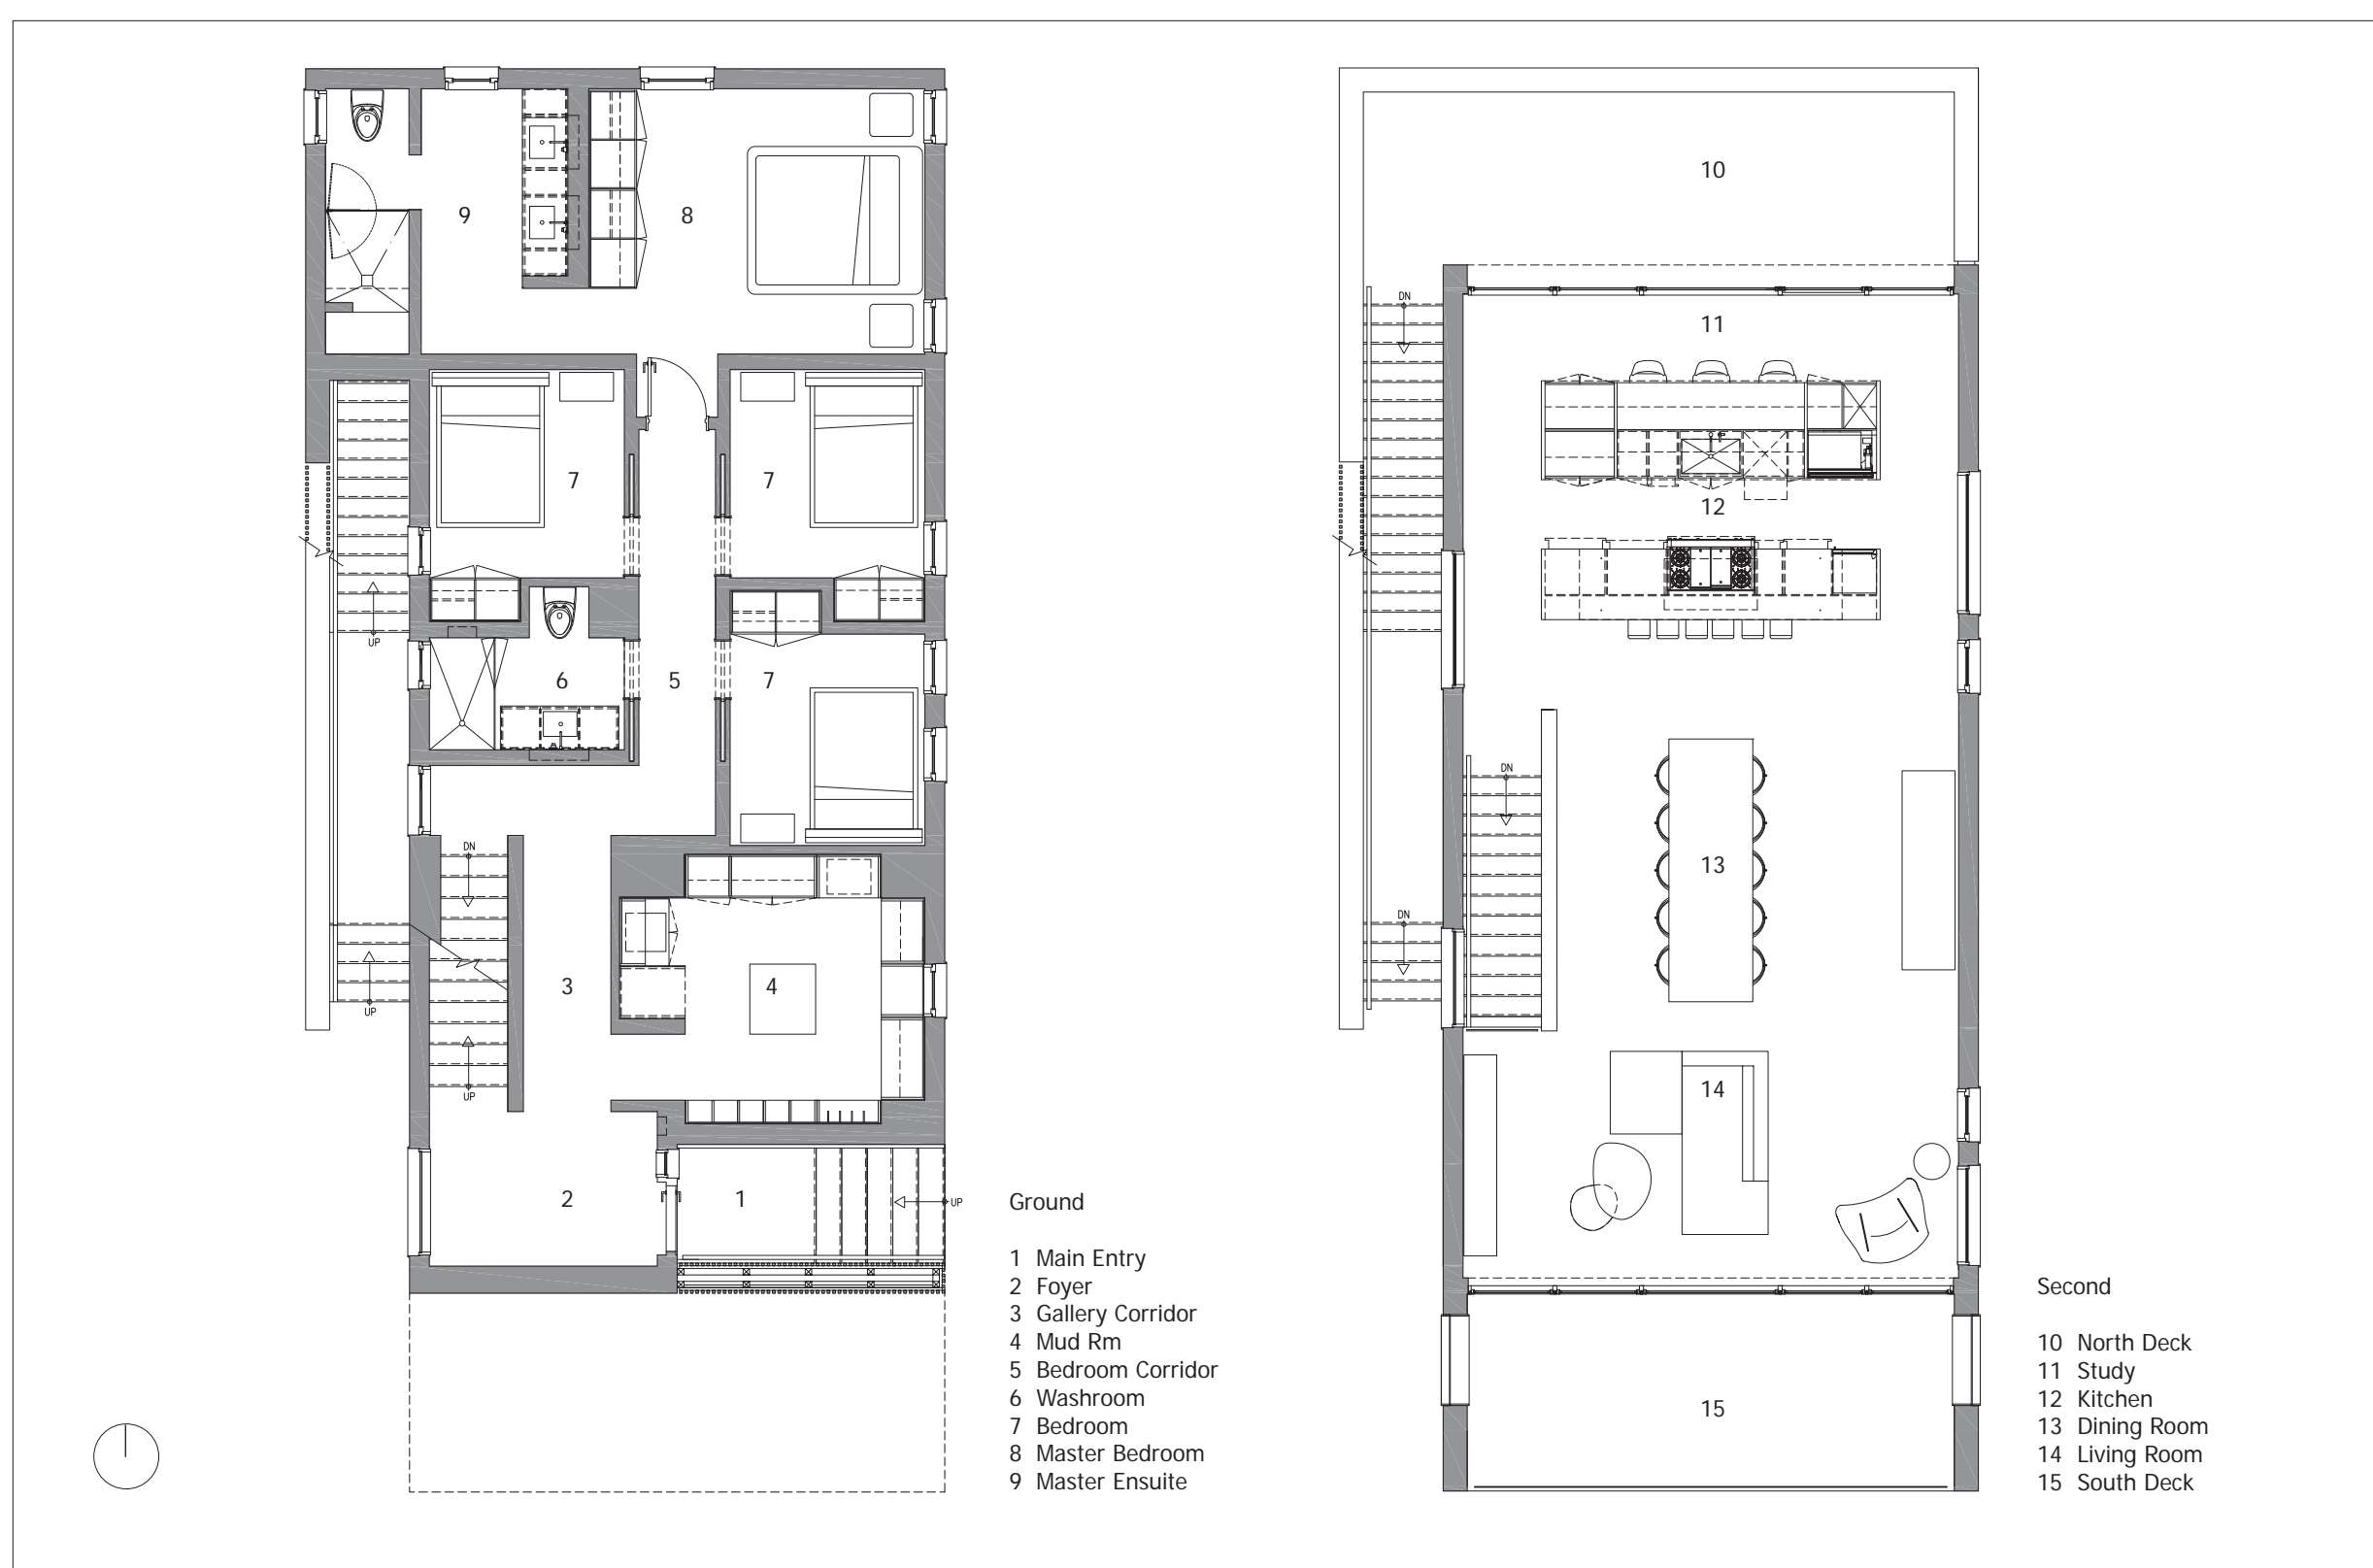 9
8
7
7
UP
6
5
7
DN
3
4
UP
UP
2
1
UP
Ground
1 Main Entry
2 Foyer
3 Gallery Corridor
4 Mud Rm
5 Bedroom Corridor
6 Washroom
7 Bedroom
8 Master Bedroom
9 Master Ensuite
10
DN
11
12
DN
13
DN
14
15
Second
10 North Deck
11 Study
12 Kitchen
13 Dining Room
14 Living Room
15 South Deck